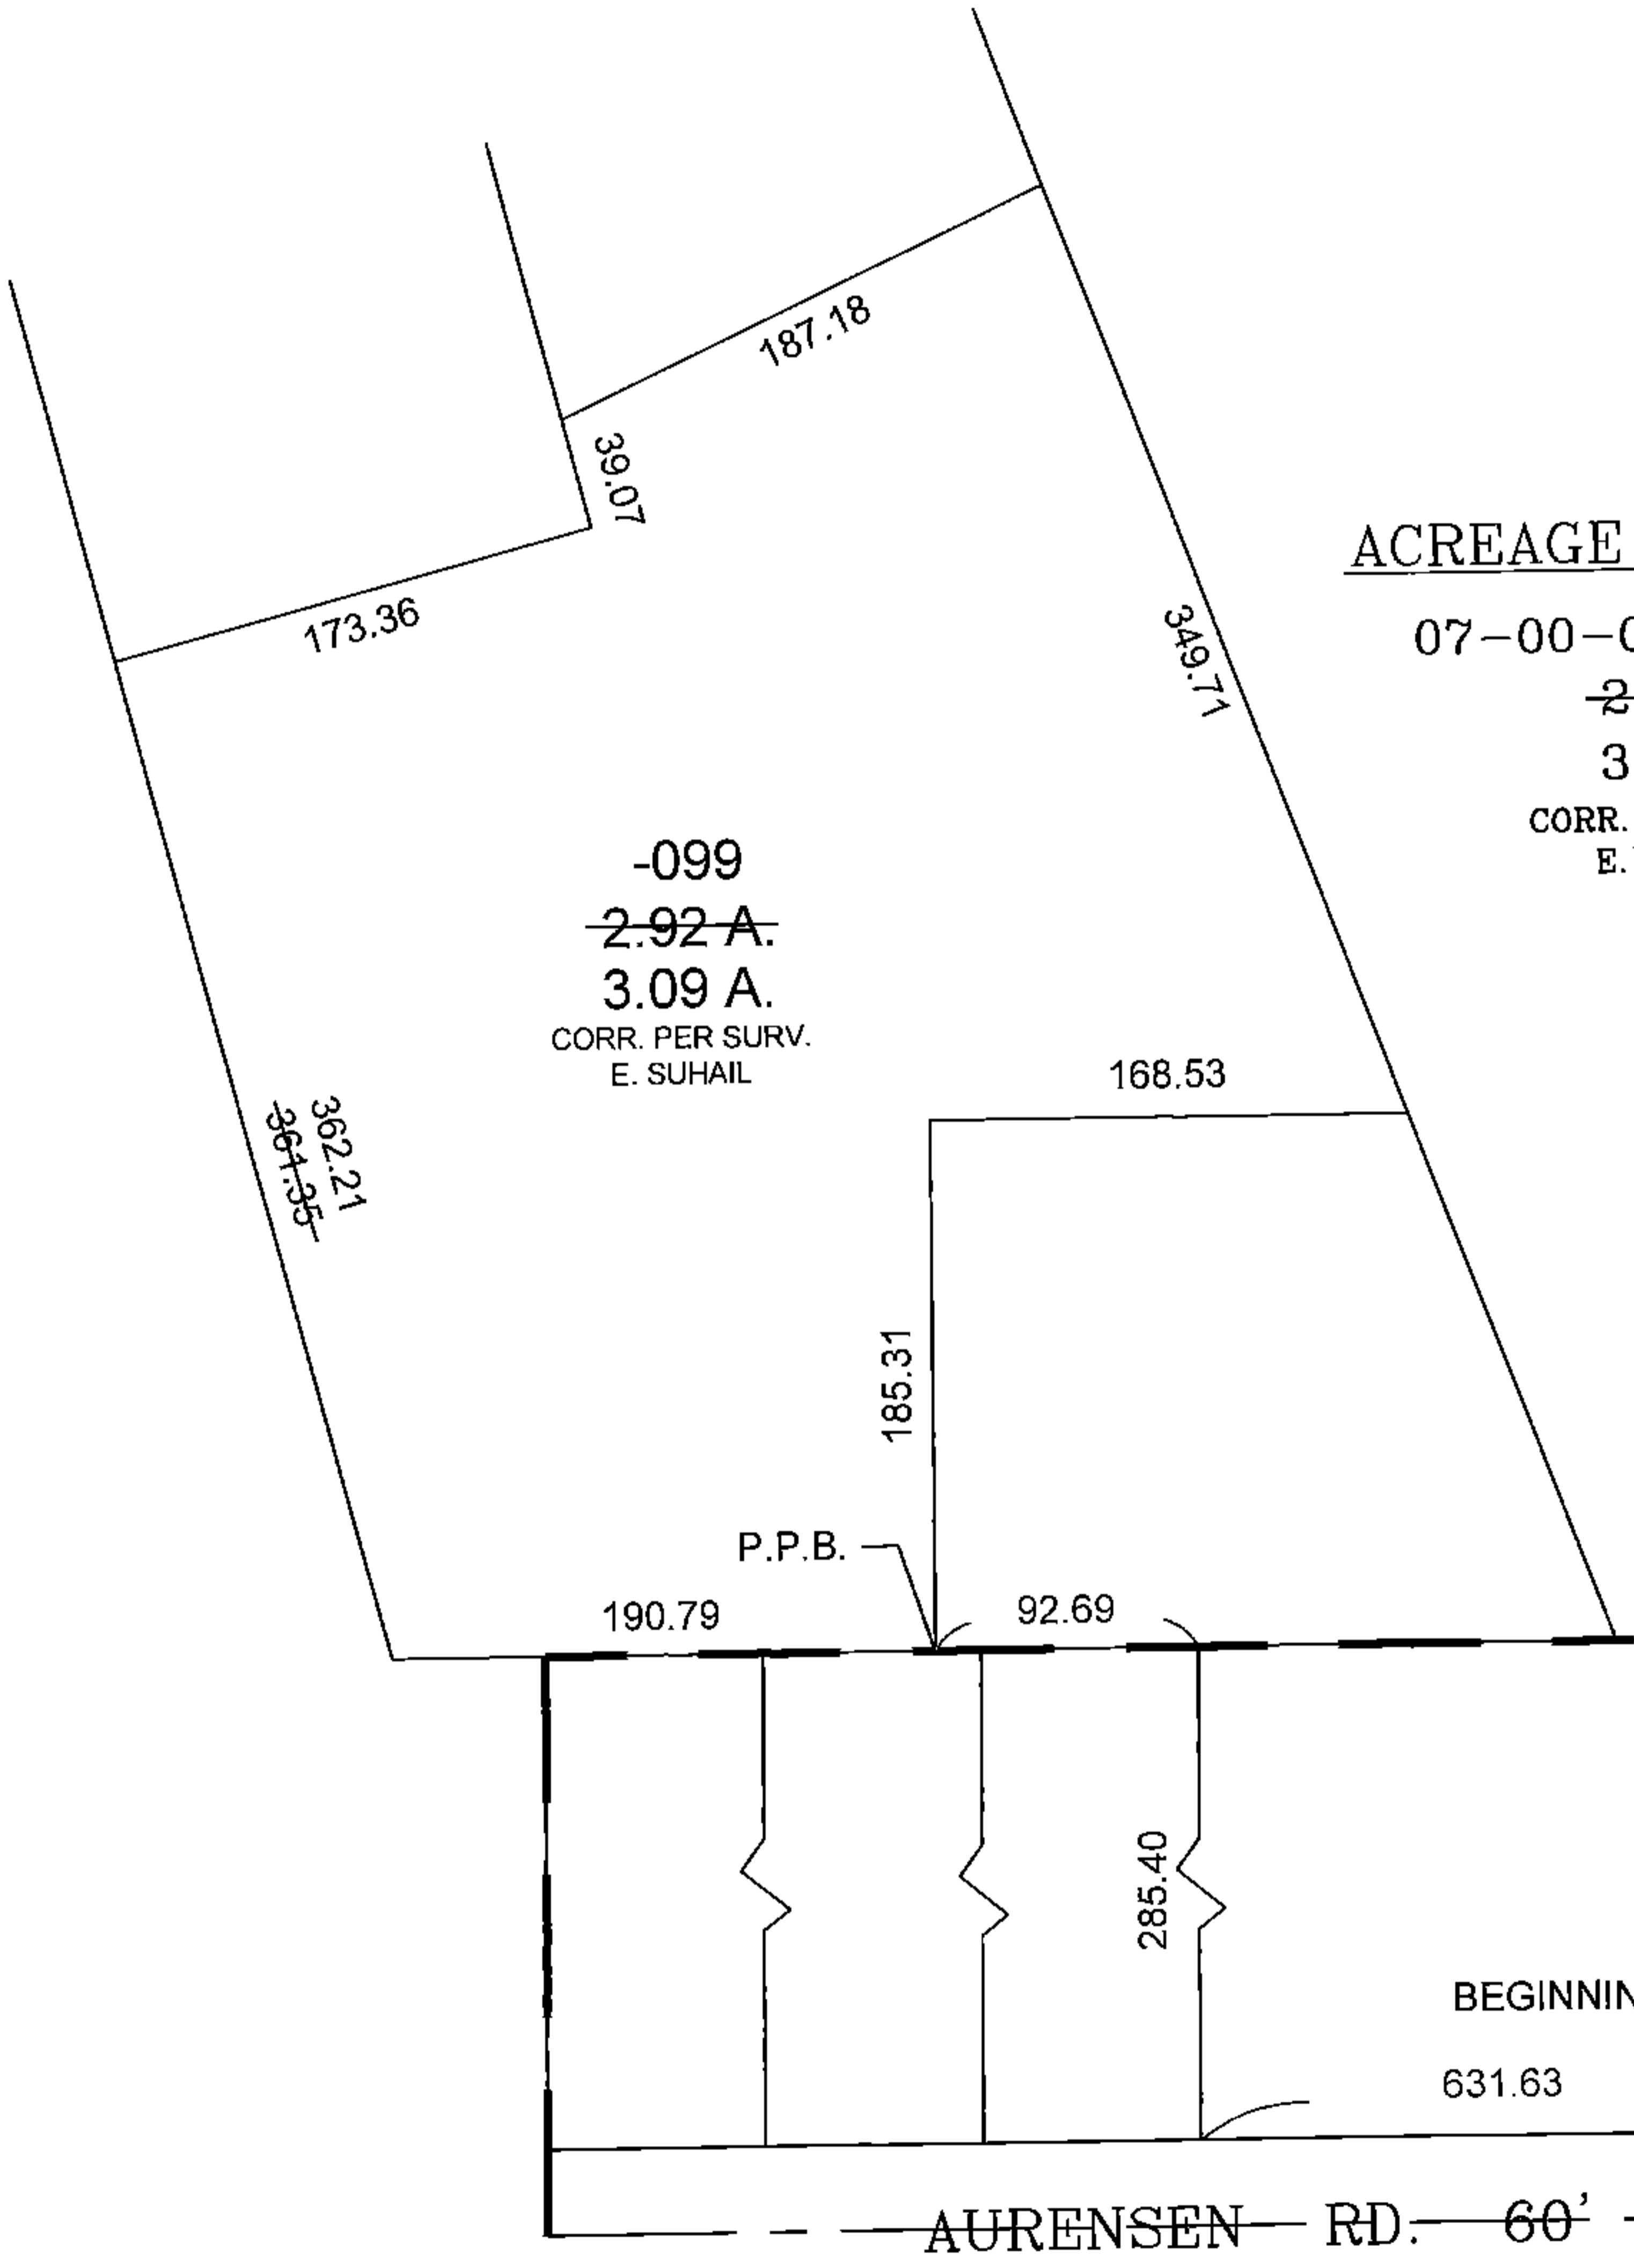 187.18
39.07
173.36
349.71
ACREAGE
07-00-0
2
3
CORR.
E.
-099
2.92 A.
3.09 A.
CORR. PER SURV.
E. SUHAIL
168.53
362.21
361.35
185.31
P.P.B.
190.79
92.69
285.40
BEGINNIN
631.63
AURENSEN RD. 60'